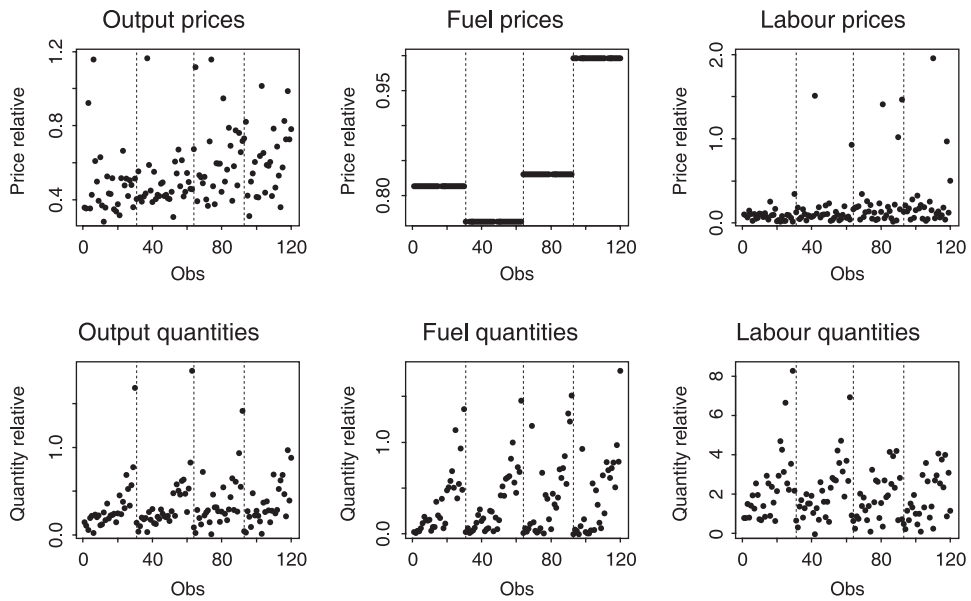 Output prices
Fuel prices
Labour prices
Price relative
1.2
0.8
0.4
0
40
80
120
Obs
Price relative
0.95
0.80
0
40
80
120
Obs
Price relative
2.0
1.0
0.0
0
40
80
120
Obs
Output quantities
Fuel quantities
Labour quantities
Quantity relative
1.0
0.0
0
40
80
120
Obs
Quantity relative
1.0
0.0
0
40
80
120
Obs
Quantity relative
8
6
4
2
0
0
40
80
120
Obs